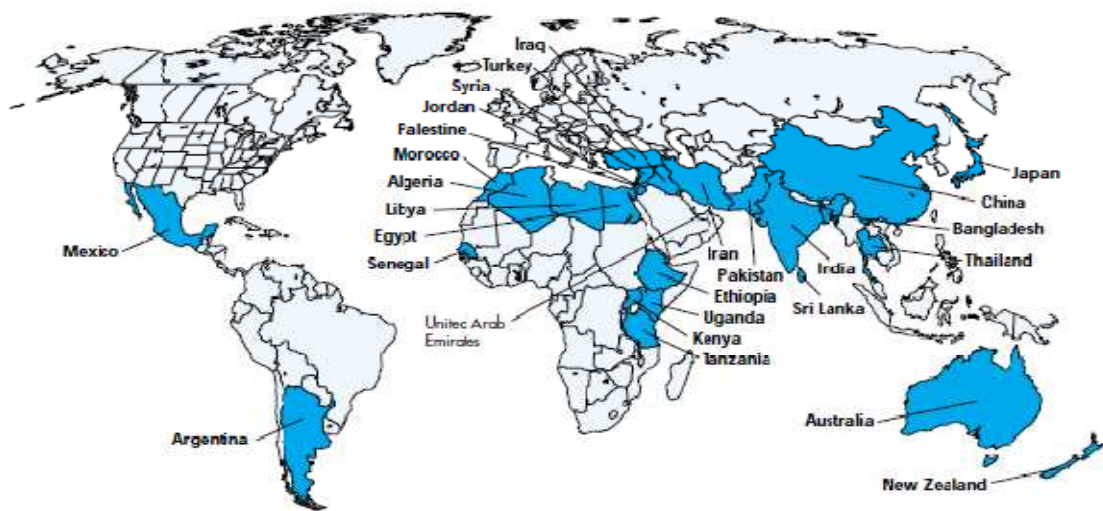 Iraq
Turkey
Syria
Jordan
Falestine
Morocco
Algeria
Libya
Egypt
Senegal
Mexico
Argentina
Unitec Arab
Emirates
Iran
Pakistan
Ethiopia
Uganda
Kenya
Tanzania
India
Sri Lanka
Japan
China
Bangladesh
Thailand
Australia
New Zealand